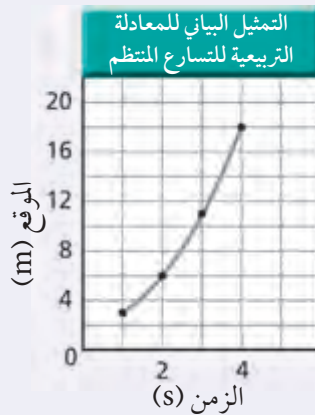 التمثيل البياني للمعادلة
التربيعية للتسارع المنتظم
الموقع (m)
20
16
12
8
4
0
2 4
الزمن (s)